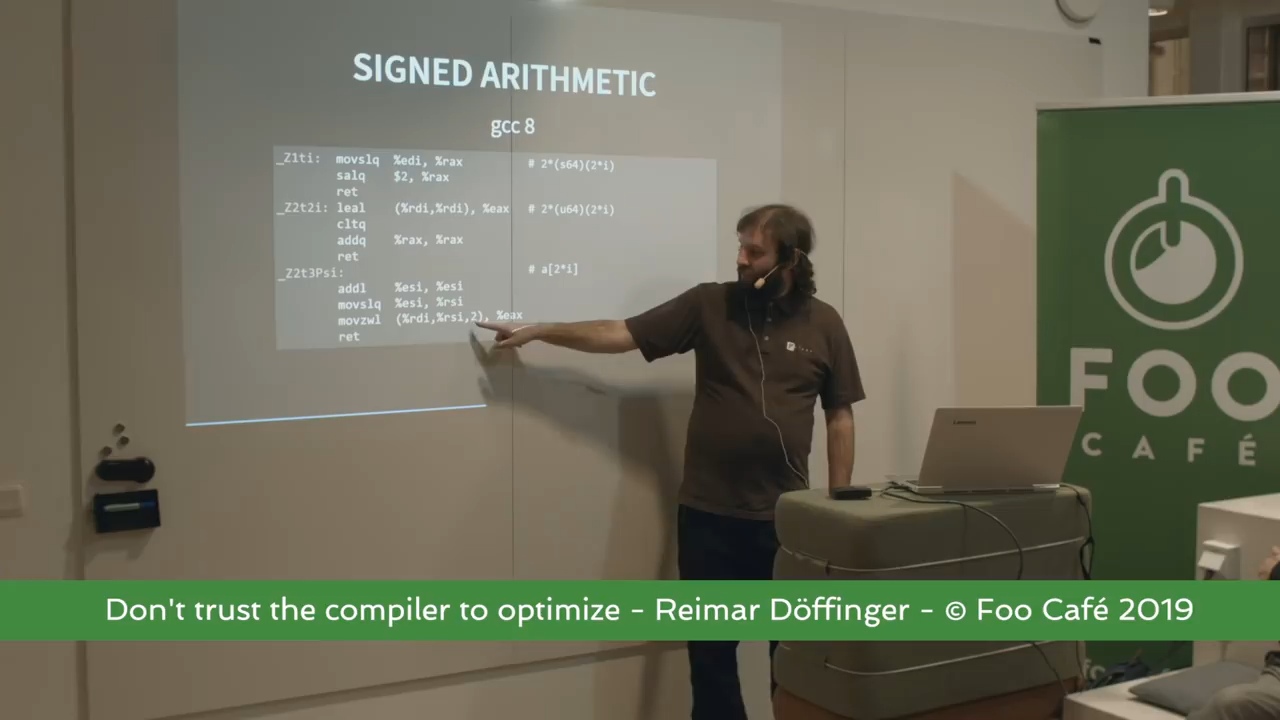 SIGNED ARITHMETIC
gcc 8
_Z1ti: movslq %edi, %rax # 2*(s64)(2*i)
salq $2, %rax
ret
_Z2t2i: leal (%rdi,%rdi), %eax # 2*(u64)(2*i)
cltq
addq %rax, %rax
ret
_Z2t3Psi: # a[2*i]
addl %esi, %esi
movslq %esi, %rsi
movzwl (%rdi,%rsi,2), %eax
ret
FOO
CAFÉ
Lenovo
Don't trust the compiler to optimize - Reimar Döffinger - © Foo Café 2019